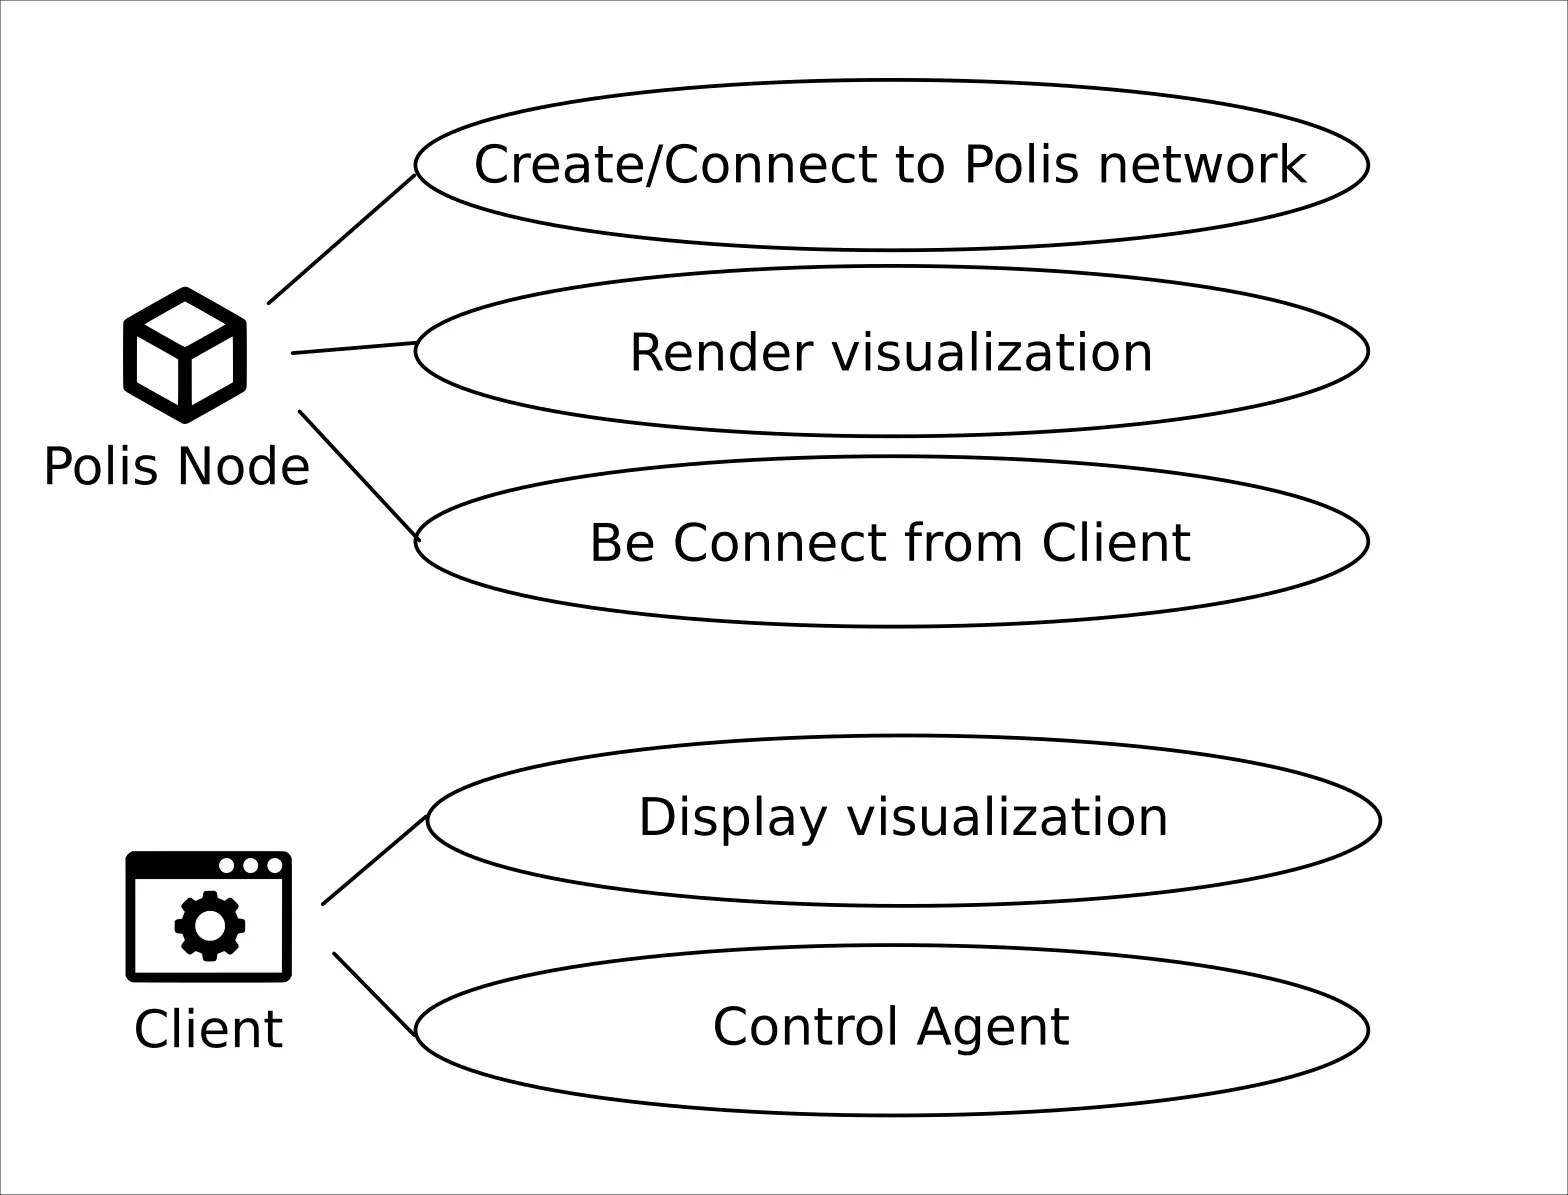 Create/Connect to Polis network
Render visualization
Polis Node
Be Connect from Client
Display visualization
Client
Control Agent